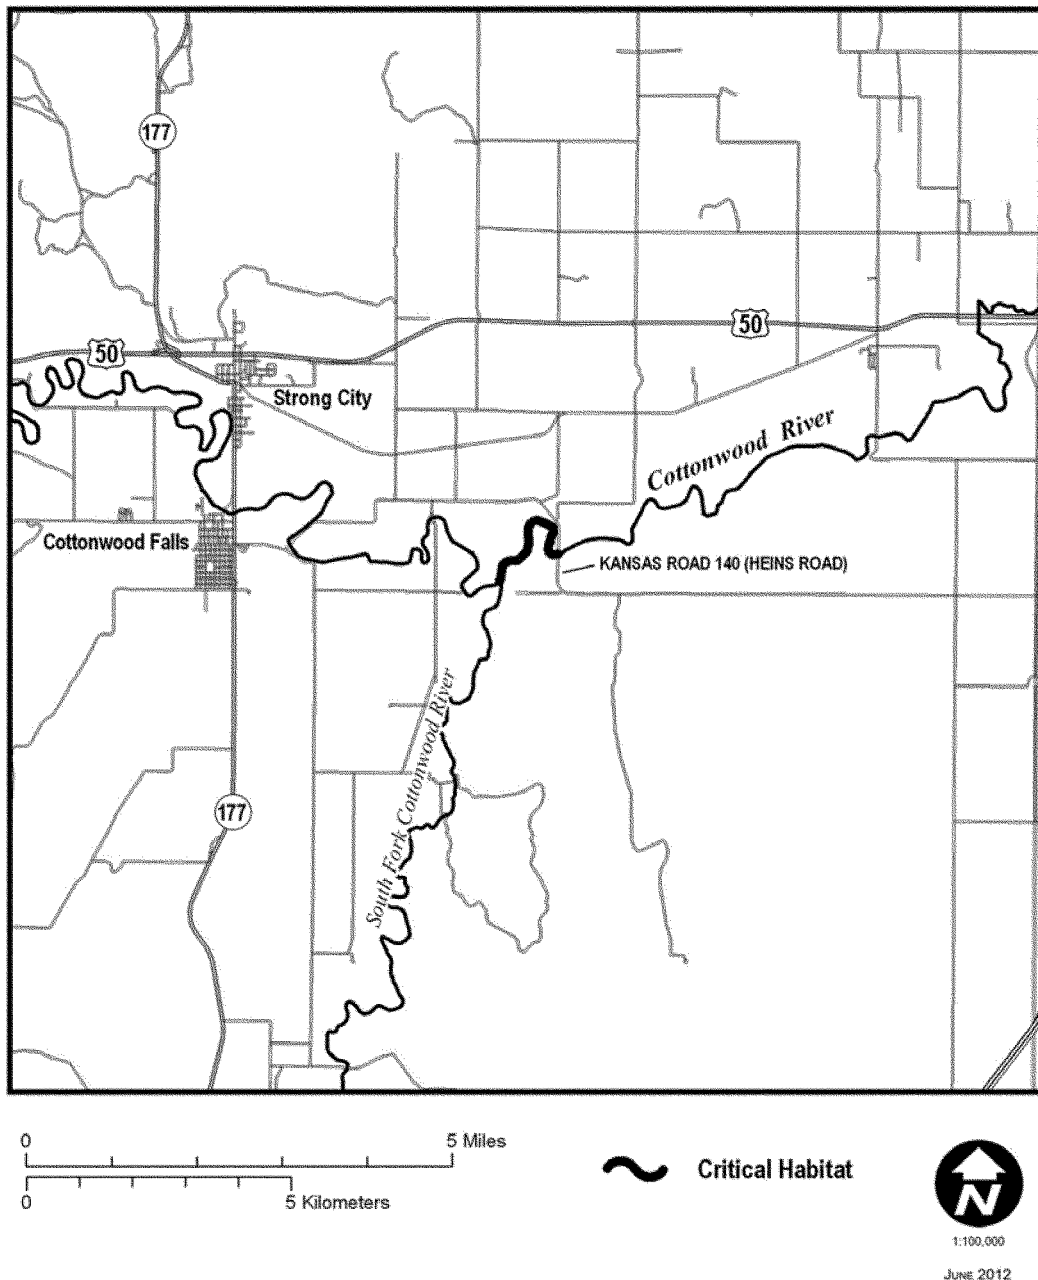 177
50
50
Strong City
Cottonwood River
Cottonwood Falls
KANSAS ROAD 140 (HEINS ROAD)
South Fork Cottonwood River
177
0 5 Miles
0 5 Kilometers
Critical Habitat
N
1:100,000
JUNE 2012